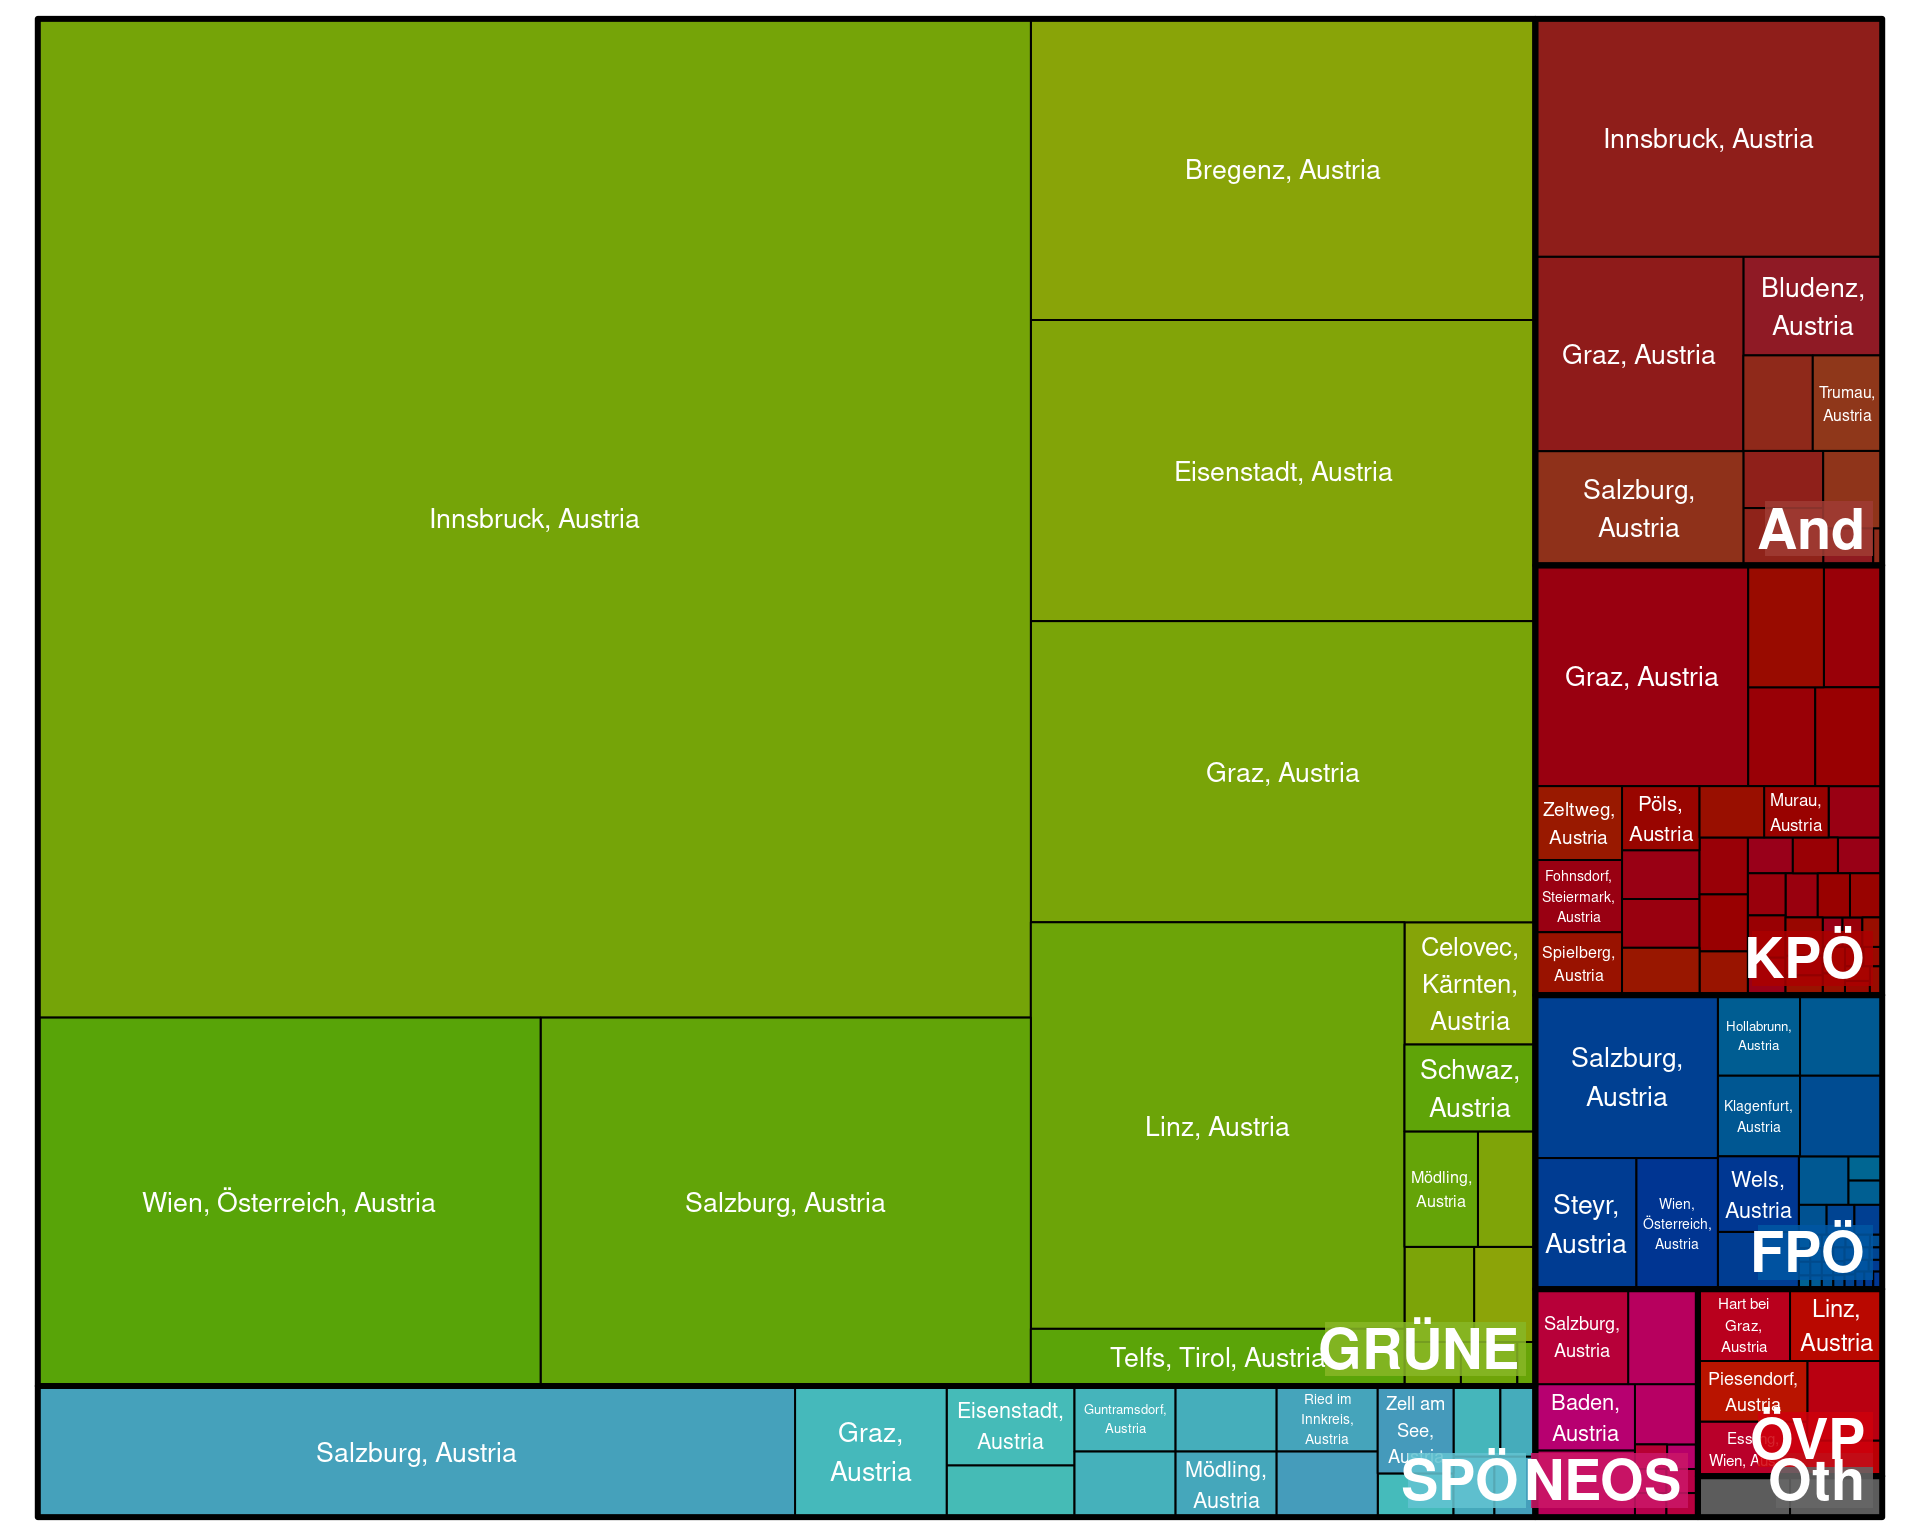 Innsbruck, Austria
Bregenz, Austria
Eisenstadt, Austria
Graz, Austria
Wien, Österreich, Austria
Salzburg, Austria
Linz, Austria
Celovec,
Kärnten,
Austria
Schwaz,
Austria
Mödling,
Austria
Telfs, Tirol, Austria
GRÜNE
Innsbruck, Austria
Graz, Austria
Bludenz,
Austria
Trumau,
Austria
Salzburg,
Austria
And
Graz, Austria
Zeltweg,
Austria
Pöls,
Austria
Murau,
Austria
Fohnsdorf,
Steiermark,
Austria
Spielberg,
Austria
KPÖ
Salzburg,
Austria
Hollabrunn,
Austria
Klagenfurt,
Austria
Steyr,
Austria
Wien,
Österreich,
Austria
Wels,
Austria
FPÖ
Salzburg, Austria
Graz,
Austria
Eisenstadt,
Austria
Guntramsdorf,
Austria
Mödling,
Austria
Ried im
Innkreis,
Austria
Zell am
See,
Austria
SPÖ
Salzburg,
Austria
Baden,
Austria
NEOS
Hart bei
Graz,
Austria
Linz,
Austria
Piesendorf,
Austria
Essling,
Wien,
ÖVP
Oth